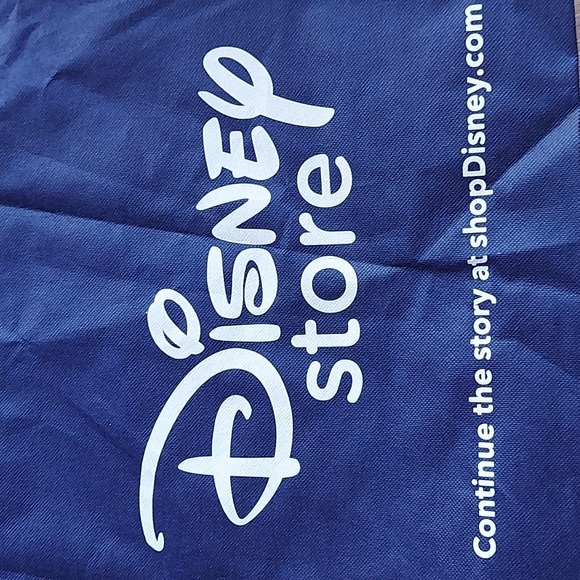 Disney
store
Continue the story at shopDisney.com